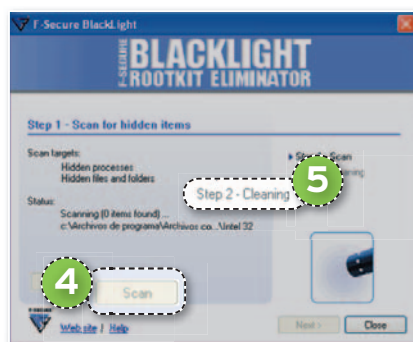 F-Secure BlackLight
F-SECURE
BLACKLIGHT
ROOTKIT ELIMINATOR
Step 1 - Scan for hidden items
Scan targets:
Hidden processes
Hidden files and folders
Status:
Scanning (0 items found) ...
c:\Archivos de programa\Archivos co...\Intel 32
Scan
Step 2 - Cleaning
5
4
Scan
Web site / Help
Next >
Close